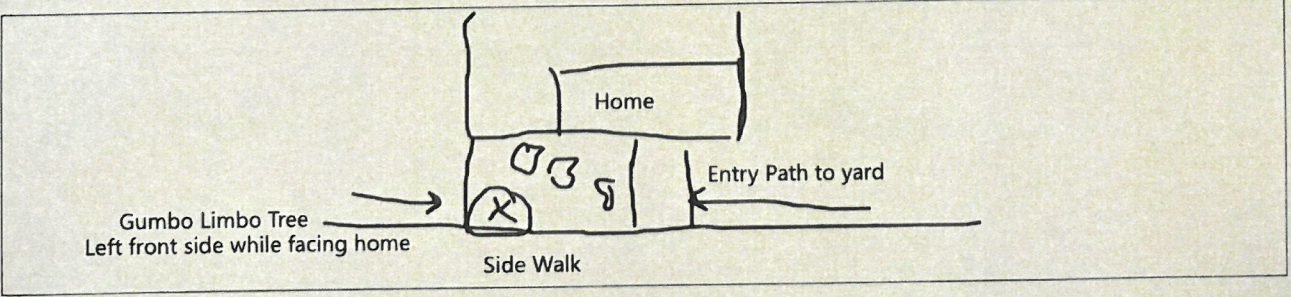 Home
Entry Path to yard
Gumbo Limbo Tree
Left front side while facing home
X
Side Walk